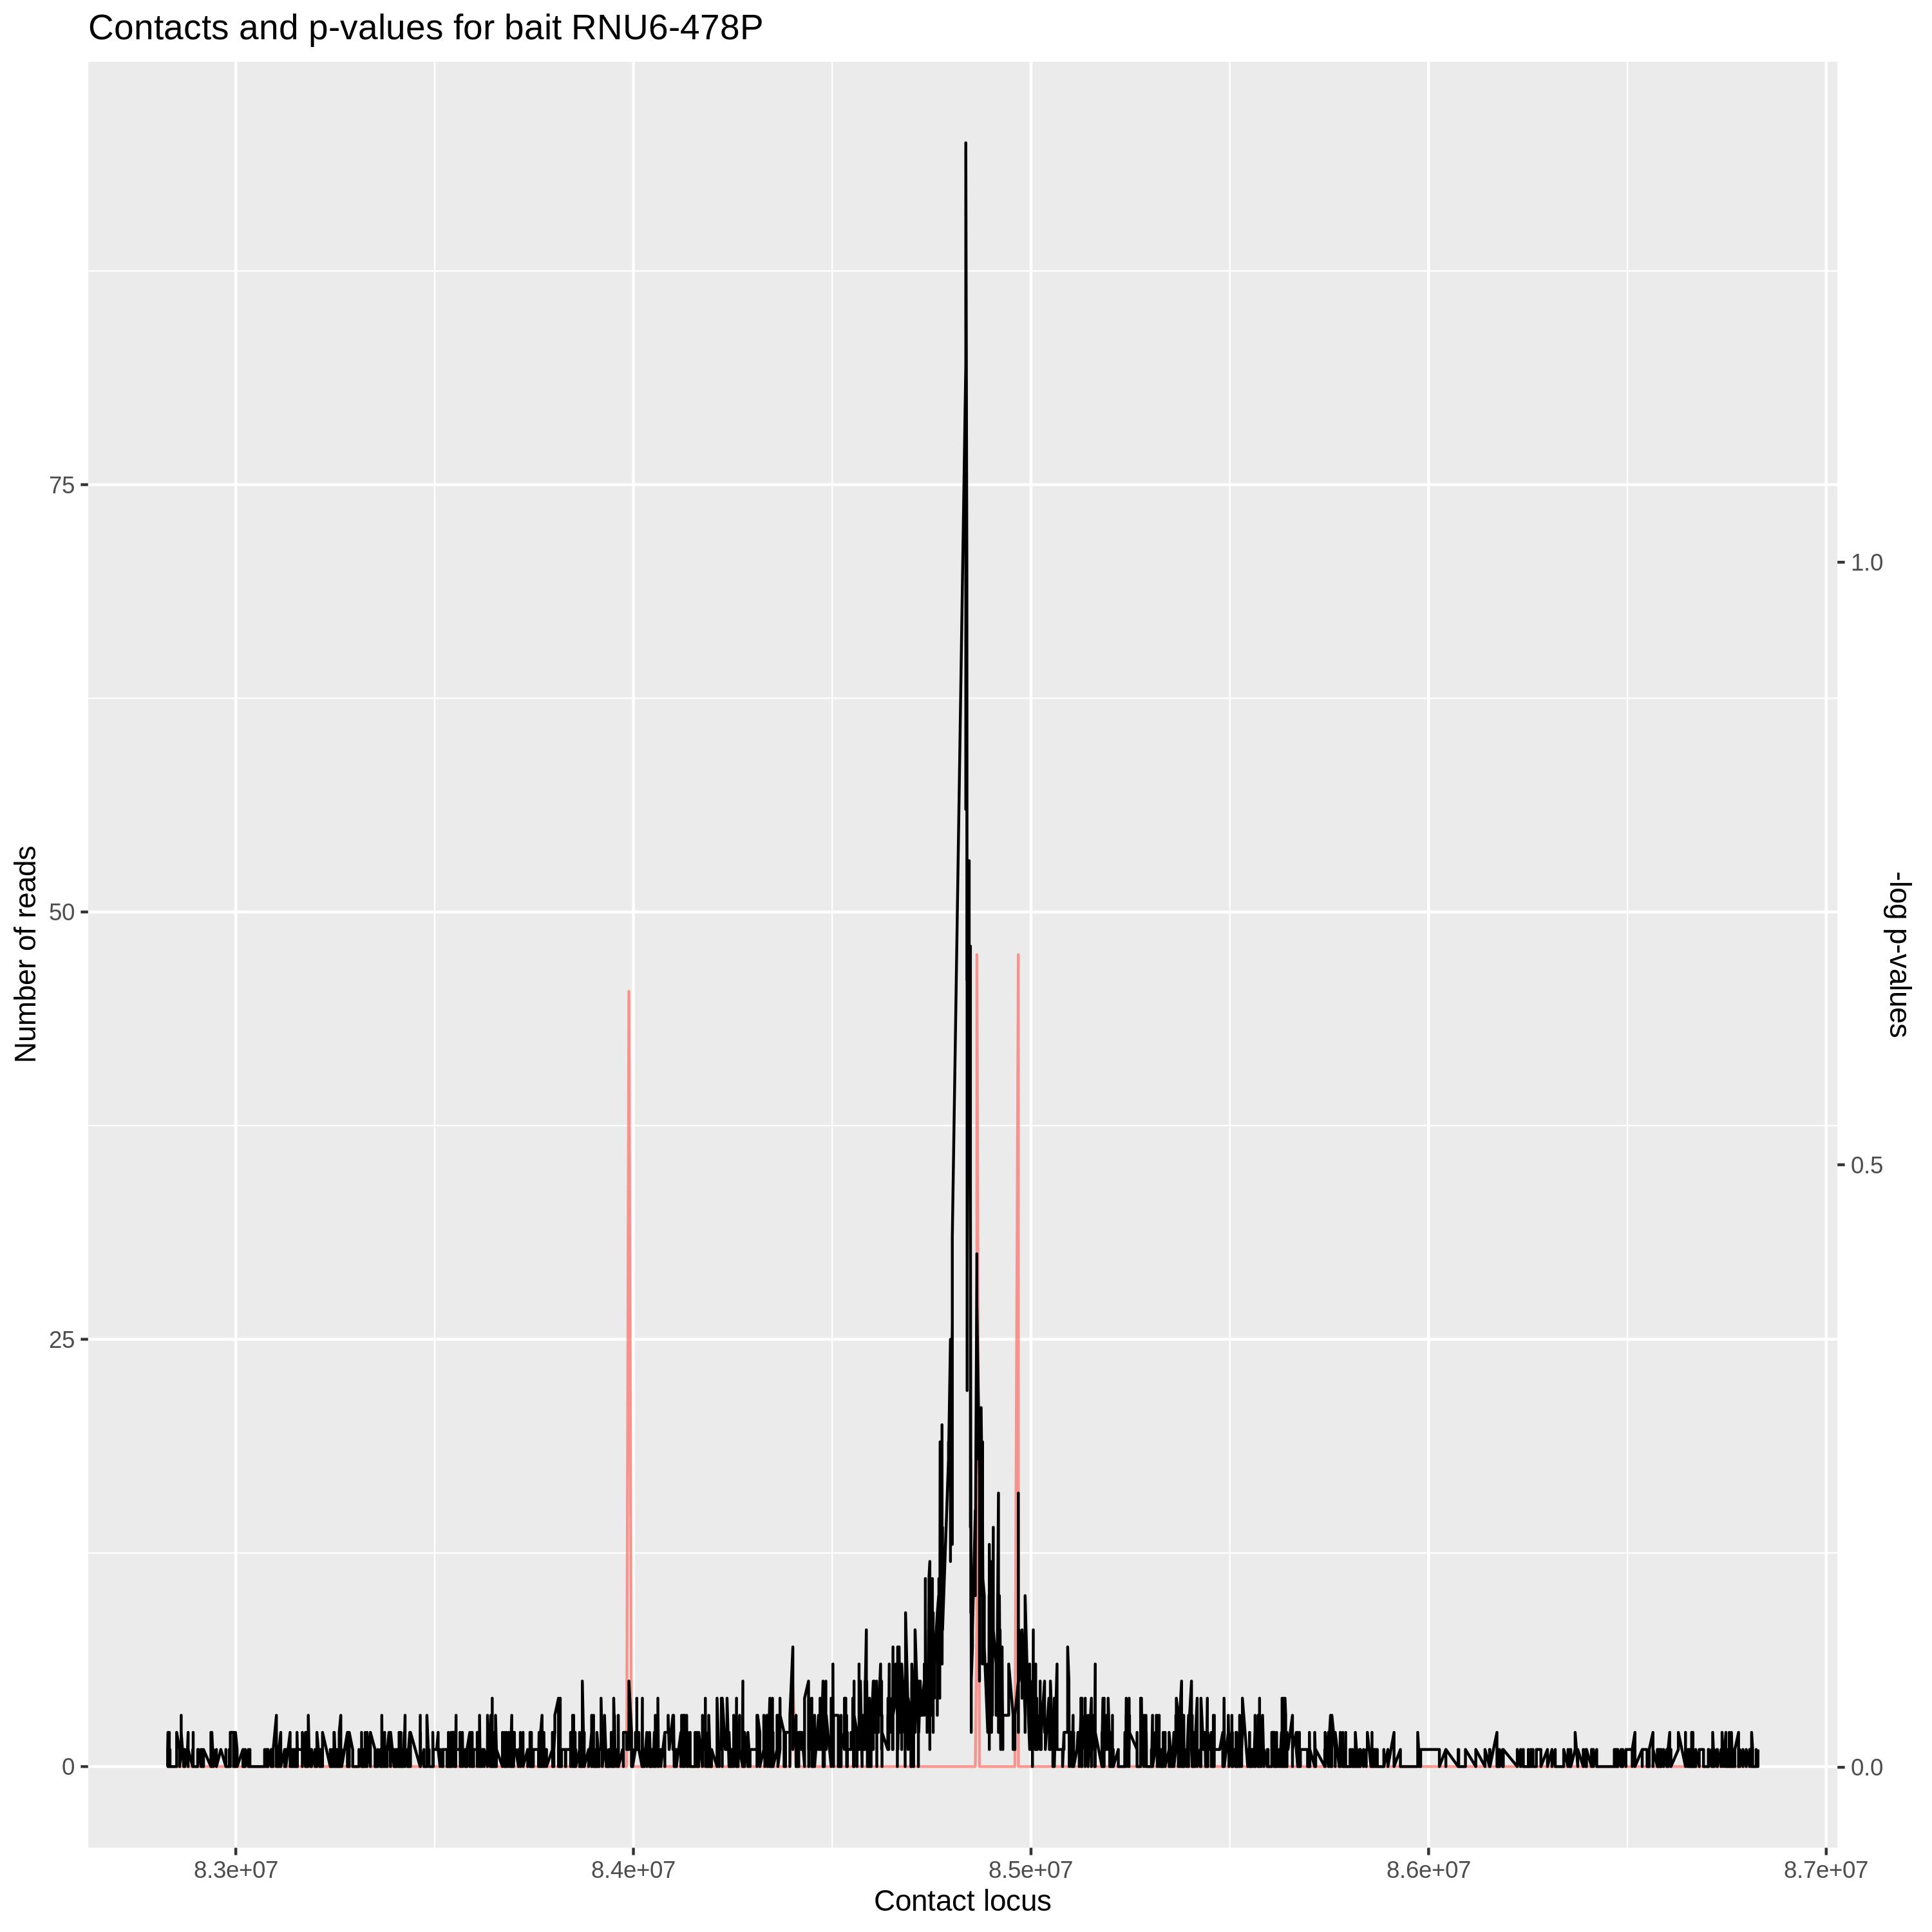 Contacts and p-values for bait RNU6-478P
Number of reads
75
50
25
0
1.0
0.5
0.0
-log p-values
8.3e+07
8.4e+07
8.5e+07
8.6e+07
8.7e+07
Contact locus